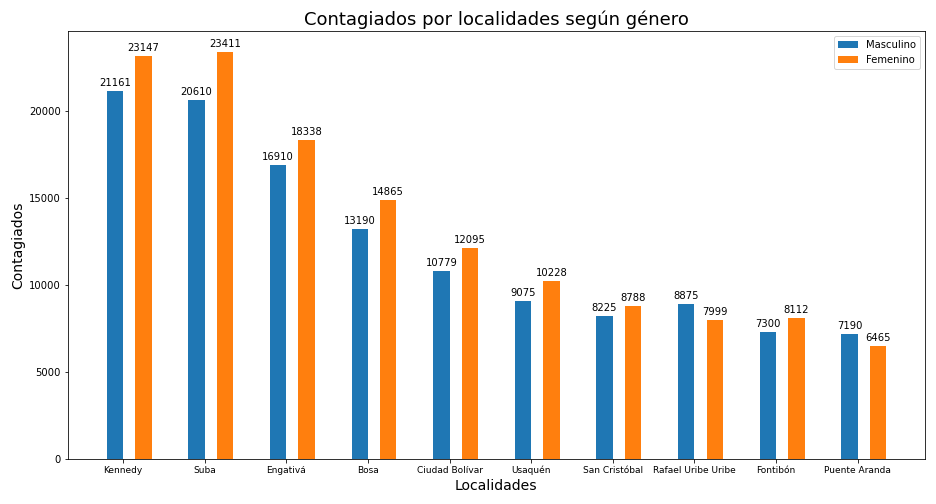 Contagiados por localidades según género
Masculino
Femenino
Contagiados
20000
15000
10000
5000
0
21161
23147
20610
23411
16910
18338
13190
14865
10779
12095
9075
10228
8225
8788
8875
7999
7300
8112
7190
6465
Kennedy
Suba
Engativá
Bosa
Ciudad Bolívar
Usaquén
San Cristóbal
Rafael Uribe Uribe
Fontibón
Puente Aranda
Localidades